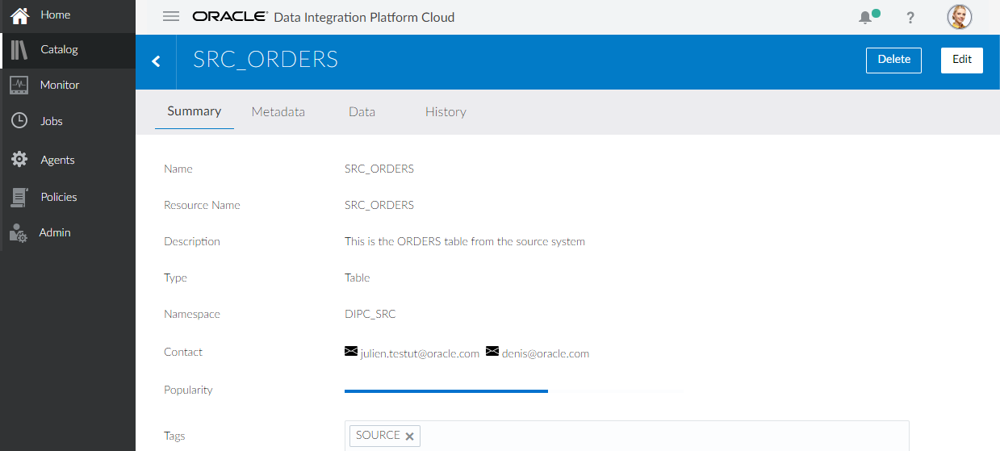 Home
Catalog
Monitor
Jobs
Agents
Policies
Admin
ORACLE® Data Integration Platform Cloud
?
SRC_ORDERS
Delete
Edit
Summary Metadata Data History
Name SRC_ORDERS
Resource Name SRC_ORDERS
Description This is the ORDERS table from the source system
Type Table
Namespace DIPC_SRC
Contact julien.testut@oracle.com denis@oracle.com
Popularity
Tags SOURCE